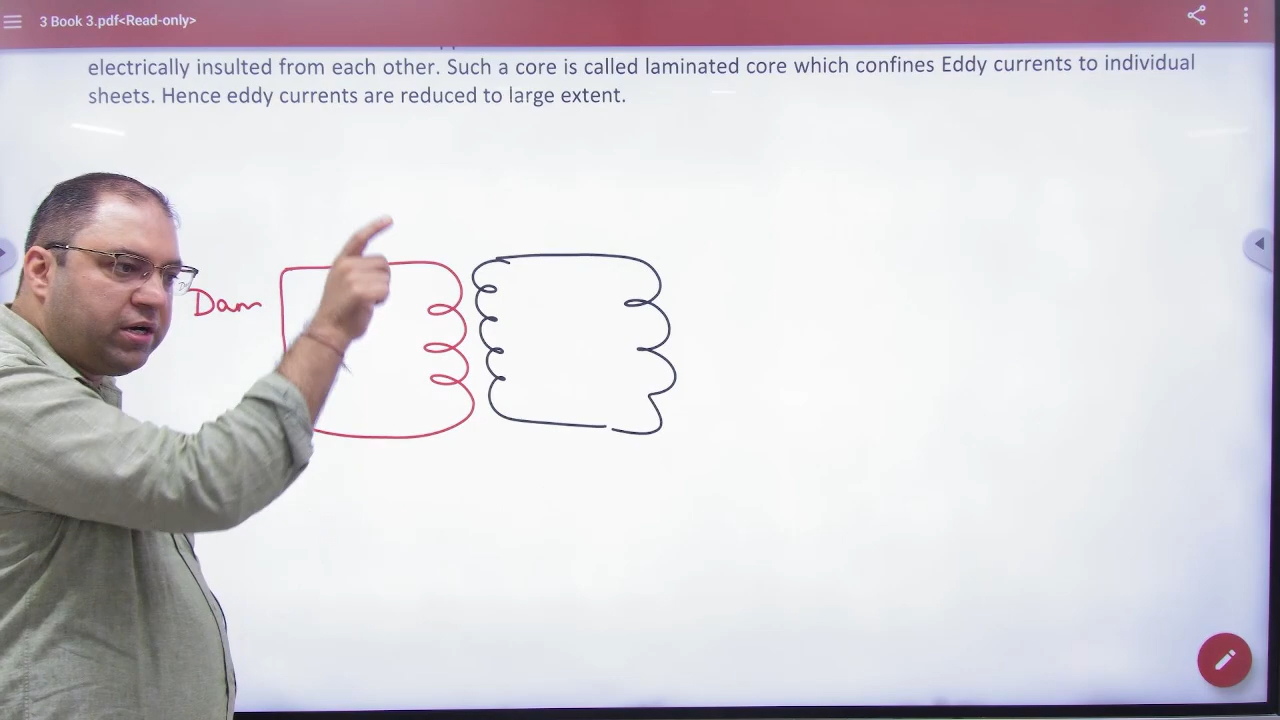 3 Book 3.pdf<Read-only>
electrically insulted from each other. Such a core is called laminated core which confines Eddy currents to individual
sheets. Hence eddy currents are reduced to large extent.
Dam